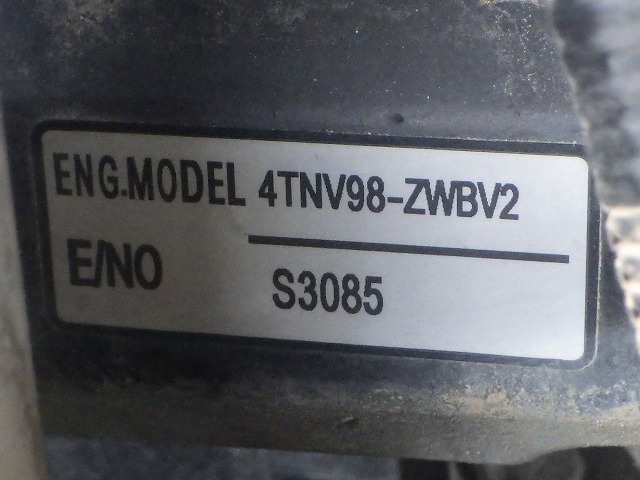 ENG.MODEL 4TNV98-ZWBV2
E/NO S3085